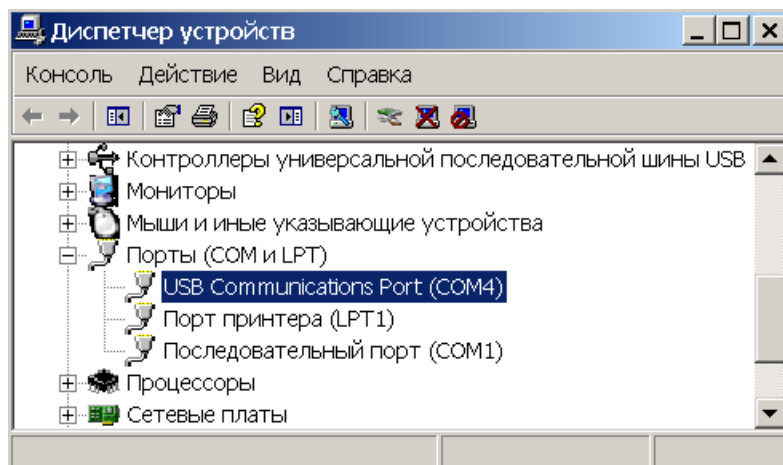 Диспетчер устройств
Консоль Действие Вид Справка
Контроллеры универсальной последовательной шины USB
Мониторы
Мыши и иные указывающие устройства
Порты (COM и LPT)
USB Communications Port (COM4)
Порт принтера (LPT1)
Последовательный порт (COM1)
Процессоры
Сетевые платы